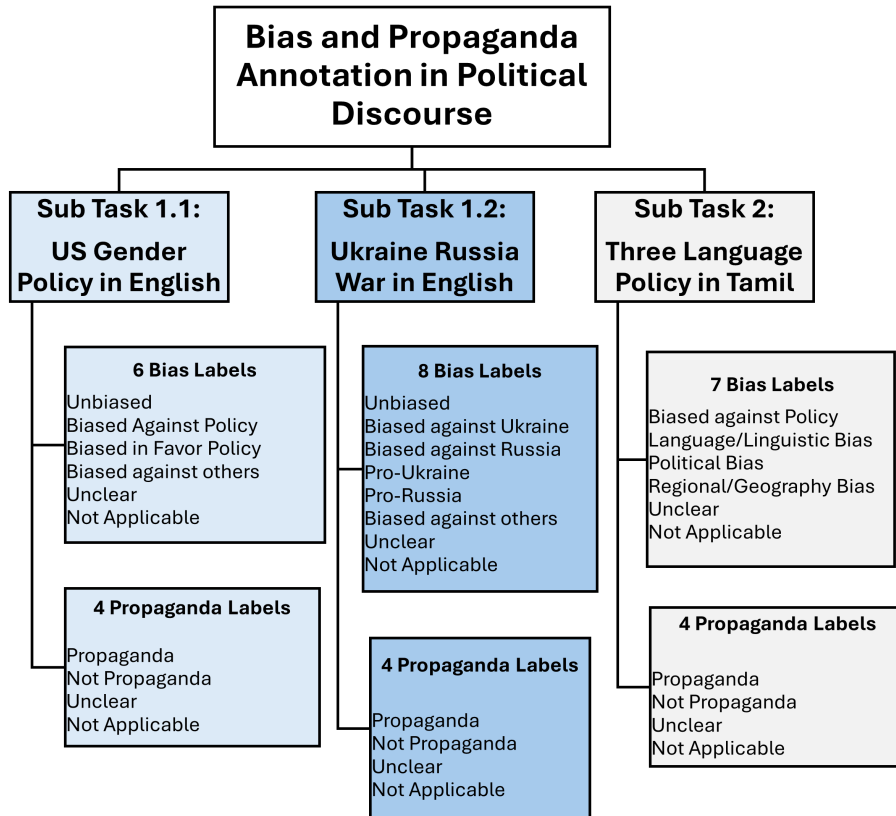 Bias and Propaganda
Annotation in Political
Discourse
Sub Task 1.1:
US Gender
Policy in English
6 Bias Labels
Unbiased
Biased Against Policy
Biased in Favor Policy
Biased against others
Unclear
Not Applicable
4 Propaganda Labels
Propaganda
Not Propaganda
Unclear
Not Applicable
Sub Task 1.2:
Ukraine Russia
War in English
8 Bias Labels
Unbiased
Biased against Ukraine
Biased against Russia
Pro-Ukraine
Pro-Russia
Biased against others
Unclear
Not Applicable
4 Propaganda Labels
Propaganda
Not Propaganda
Unclear
Not Applicable
Sub Task 2:
Three Language
Policy in Tamil
7 Bias Labels
Biased against Policy
Language/Linguistic Bias
Political Bias
Regional/Geography Bias
Unclear
Not Applicable
4 Propaganda Labels
Propaganda
Not Propaganda
Unclear
Not Applicable